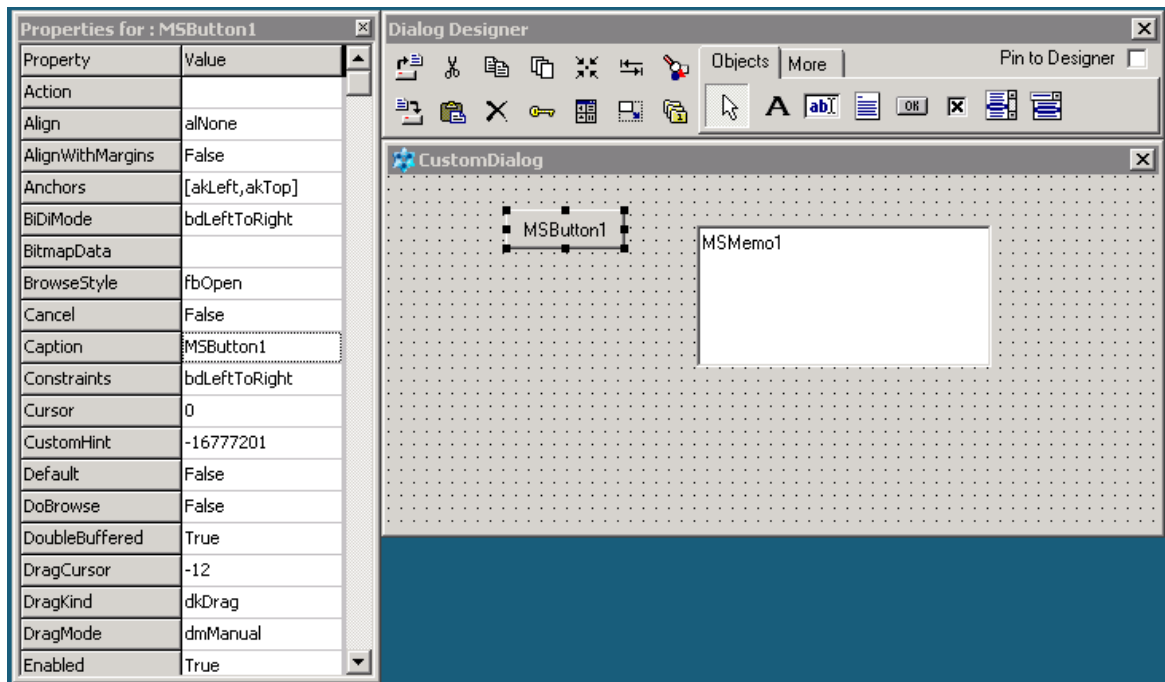 Properties for : MSButton1
Property Value
Action
Align alNone
AlignWithMargins False
Anchors [akLeft,akTop]
BiDiMode bdLeftToRight
BitmapData
BrowseStyle fbOpen
Cancel False
Caption MSButton1
Constraints bdLeftToRight
Cursor 0
CustomHint -16777201
Default False
DoBrowse False
DoubleBuffered True
DragCursor -12
DragKind dkDrag
DragMode dmManual
Enabled True
Dialog Designer
Objects More Pin to Designer
A ab OK
CustomDialog
MSButton1
MSMemo1